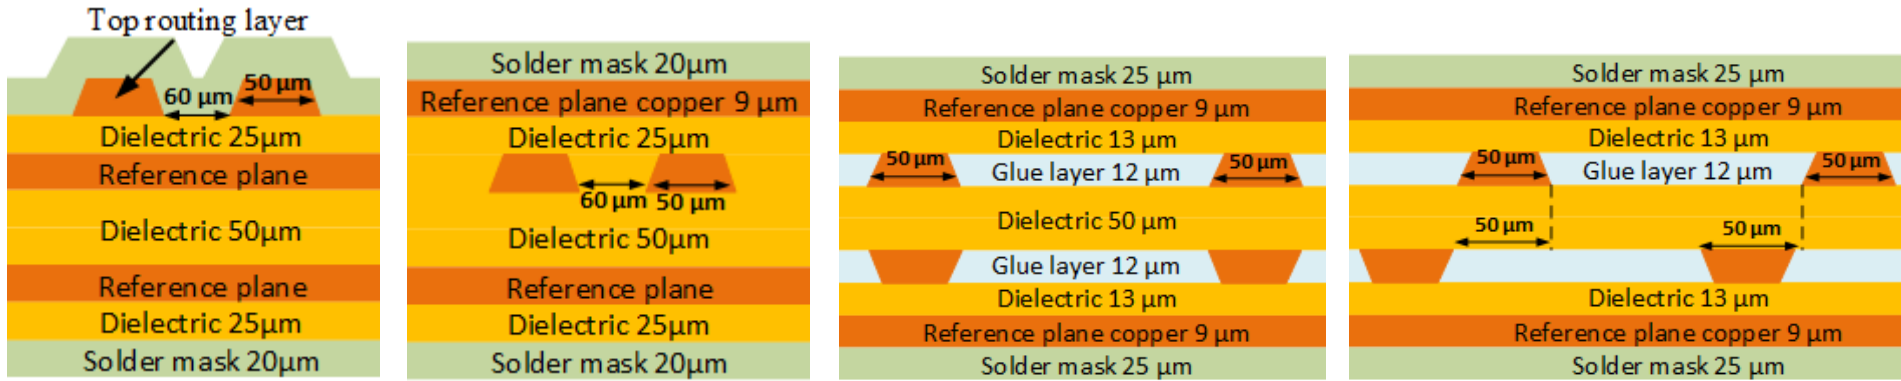 Top routing layer
50 μm
60 μm
Dielectric 25μm
Reference plane
Dielectric 50μm
Reference plane
Dielectric 25μm
Solder mask 20μm
Solder mask 20μm
Reference plane copper 9 μm
Dielectric 25μm
60 μm 50 μm
Dielectric 50μm
Reference plane
Dielectric 25μm
Solder mask 20μm
Solder mask 25 μm
Reference plane copper 9 μm
Dielectric 13 μm
50 μm Glue layer 12 μm 50 μm
Dielectric 50 μm
Glue layer 12 μm
Dielectric 13 μm
Reference plane copper 9 μm
Solder mask 25 μm
Solder mask 25 μm
Reference plane copper 9 μm
Dielectric 13 μm
50 μm Glue layer 12 μm 50 μm
50 μm 50 μm
Dielectric 13 μm
Reference plane copper 9 μm
Solder mask 25 μm